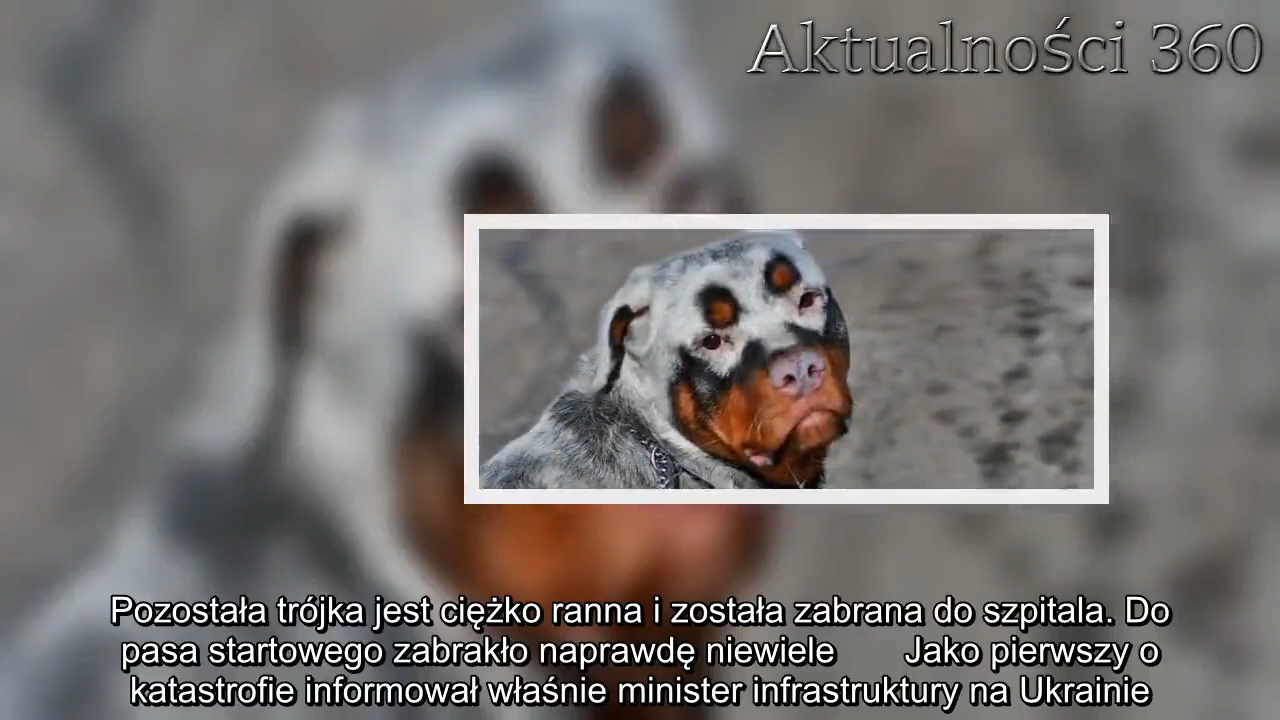 Aktualności 360
Pozostała trójka jest ciężko ranna i została zabrana do szpitala. Do
pasa startowego zabrakło naprawdę niewiele Jako pierwszy o
katastrofie informował właśnie minister infrastruktury na Ukrainie